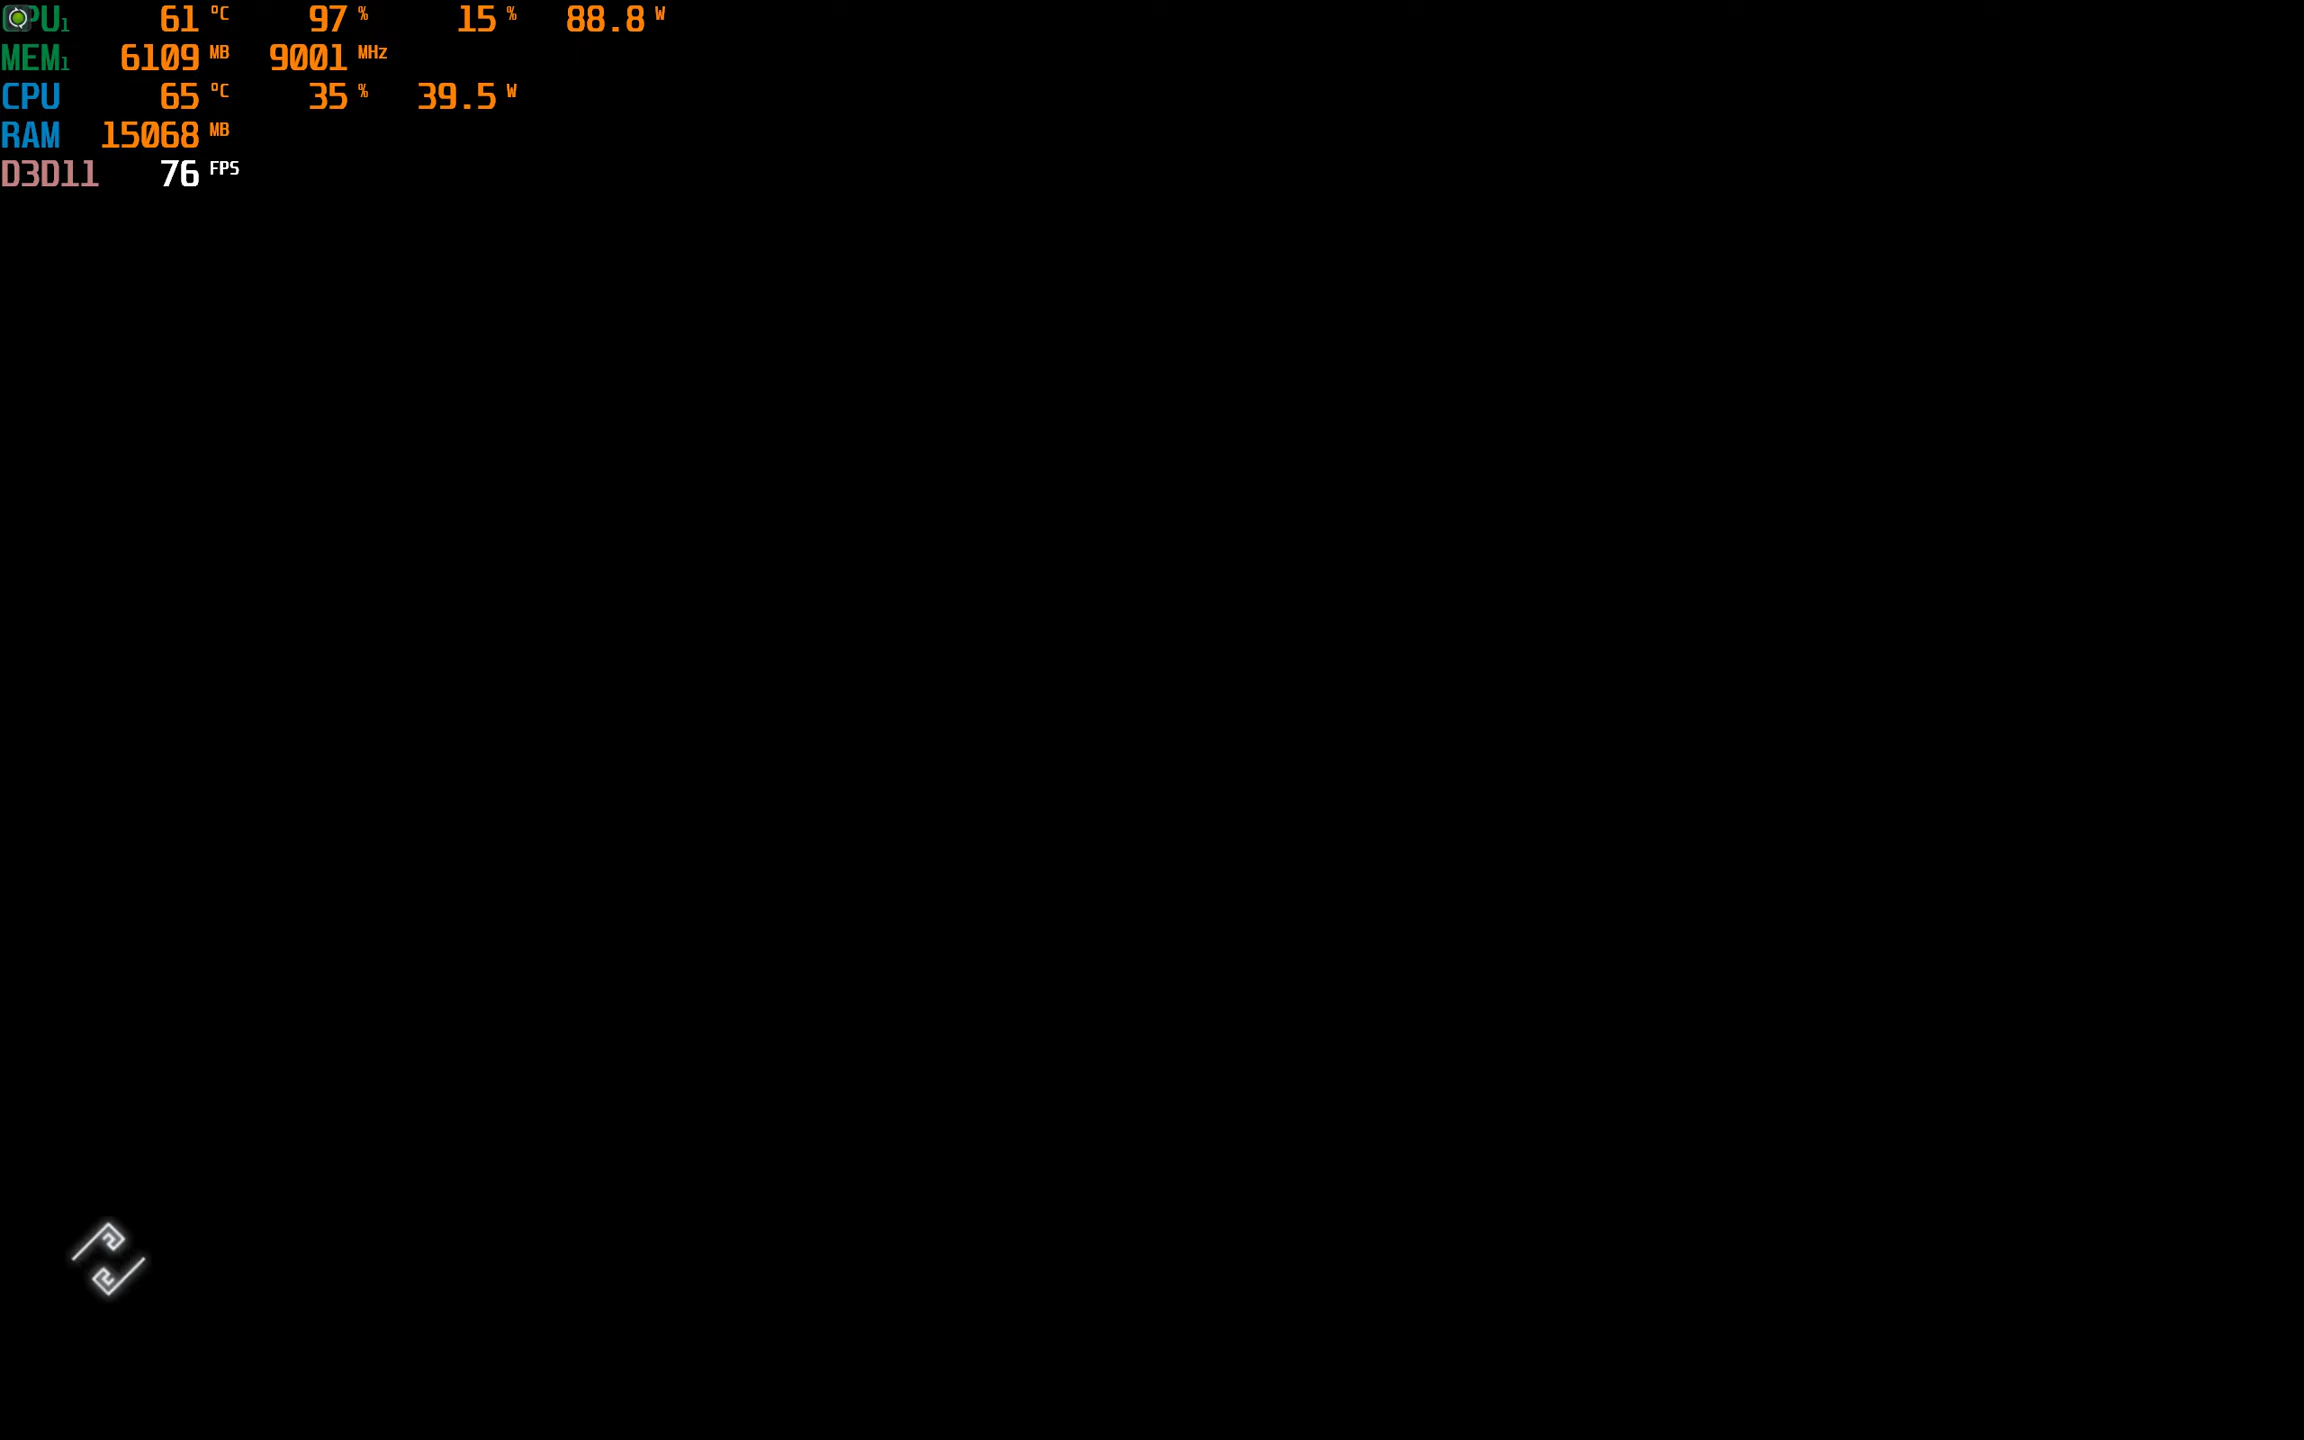 GPU1 61 °C 97 % 15 % 88.8 W
MEM1 6109 MB 9001 MHz
CPU 65 °C 35 % 39.5 W
RAM 15068 MB
D3D11 76 FPS